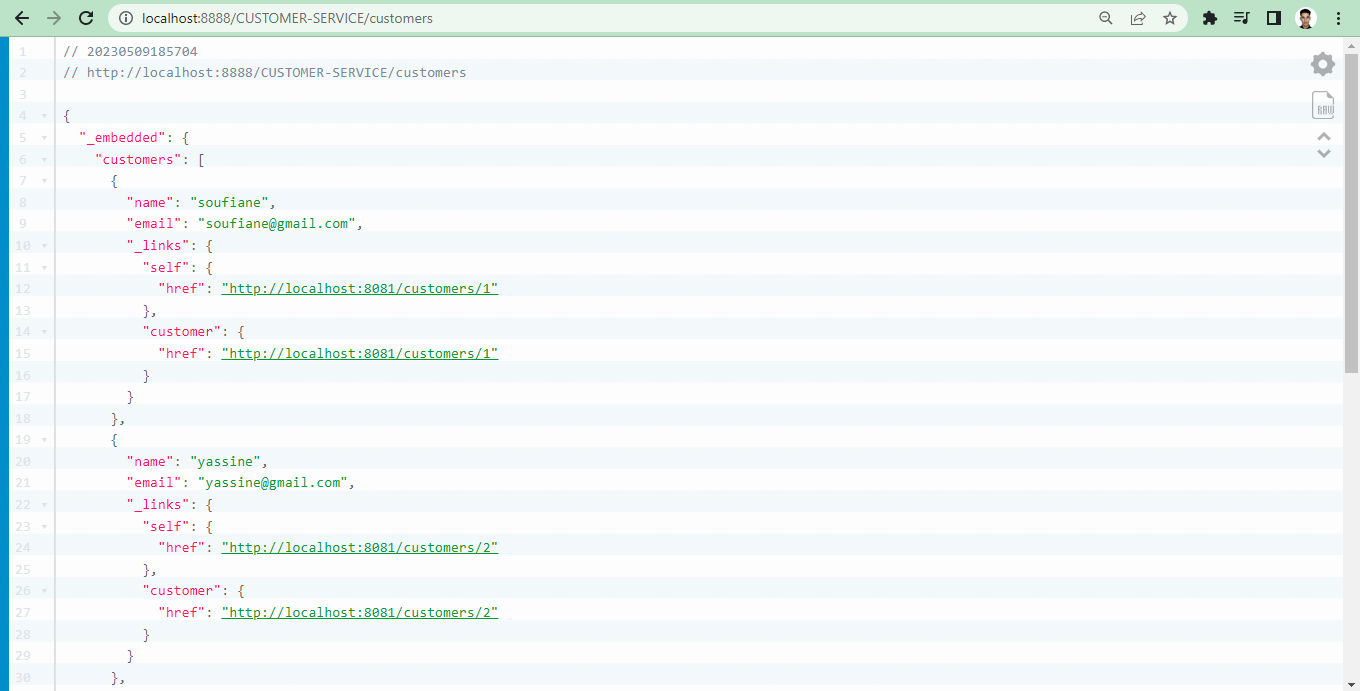 localhost:8888/CUSTOMER-SERVICE/customers
1 // 20230509185704
2 // http://localhost:8888/CUSTOMER-SERVICE/customers
3
4 {
5 "_embedded": {
6 "customers": [
7 {
8 "name": "soufiane",
9 "email": "soufiane@gmail.com",
10 "_links": {
11 "self": {
12 "href": "http://localhost:8081/customers/1"
13 },
14 "customer": {
15 "href": "http://localhost:8081/customers/1"
16 }
17 }
18 },
19 {
20 "name": "yassine",
21 "email": "yassine@gmail.com",
22 "_links": {
23 "self": {
24 "href": "http://localhost:8081/customers/2"
25 },
26 "customer": {
27 "href": "http://localhost:8081/customers/2"
28 }
29 }
30 },
RAW